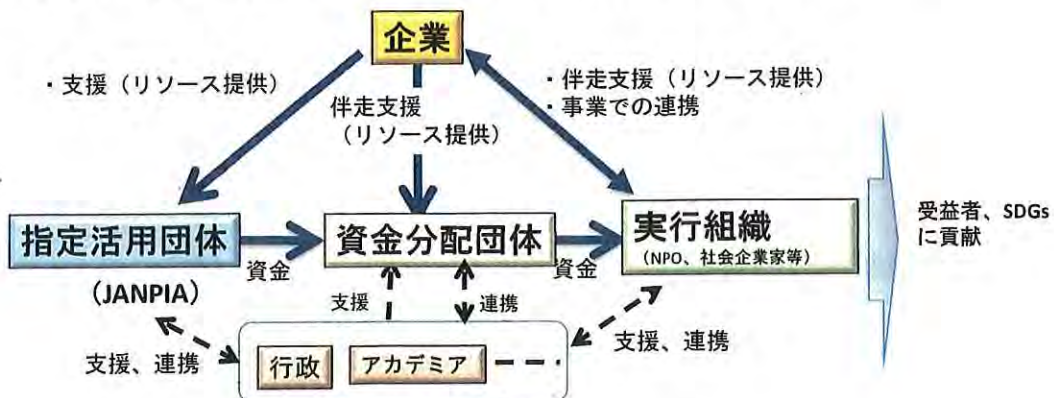 企業
・支援（リソース提供）
伴走支援
（リソース提供）
・伴走支援（リソース提供）
・事業での連携
指定活用団体
（JANPIA）
資金
資金分配団体
資金
実行組織
（NPO、社会企業家等）
受益者、SDGs
に貢献
支援、連携
支援
連携
支援、連携
行政
アカデミア